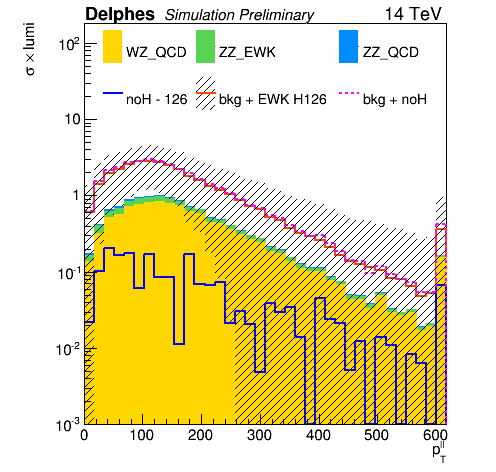 Delphes Simulation Preliminary 14 TeV
σ × lumi
WZ_QCD ZZ_EWK ZZ_QCD
noH - 126 bkg + EWK H126 bkg + noH
10²
10
1
10⁻¹
10⁻²
10⁻³
0 100 200 300 400 500 600
p_T^ll